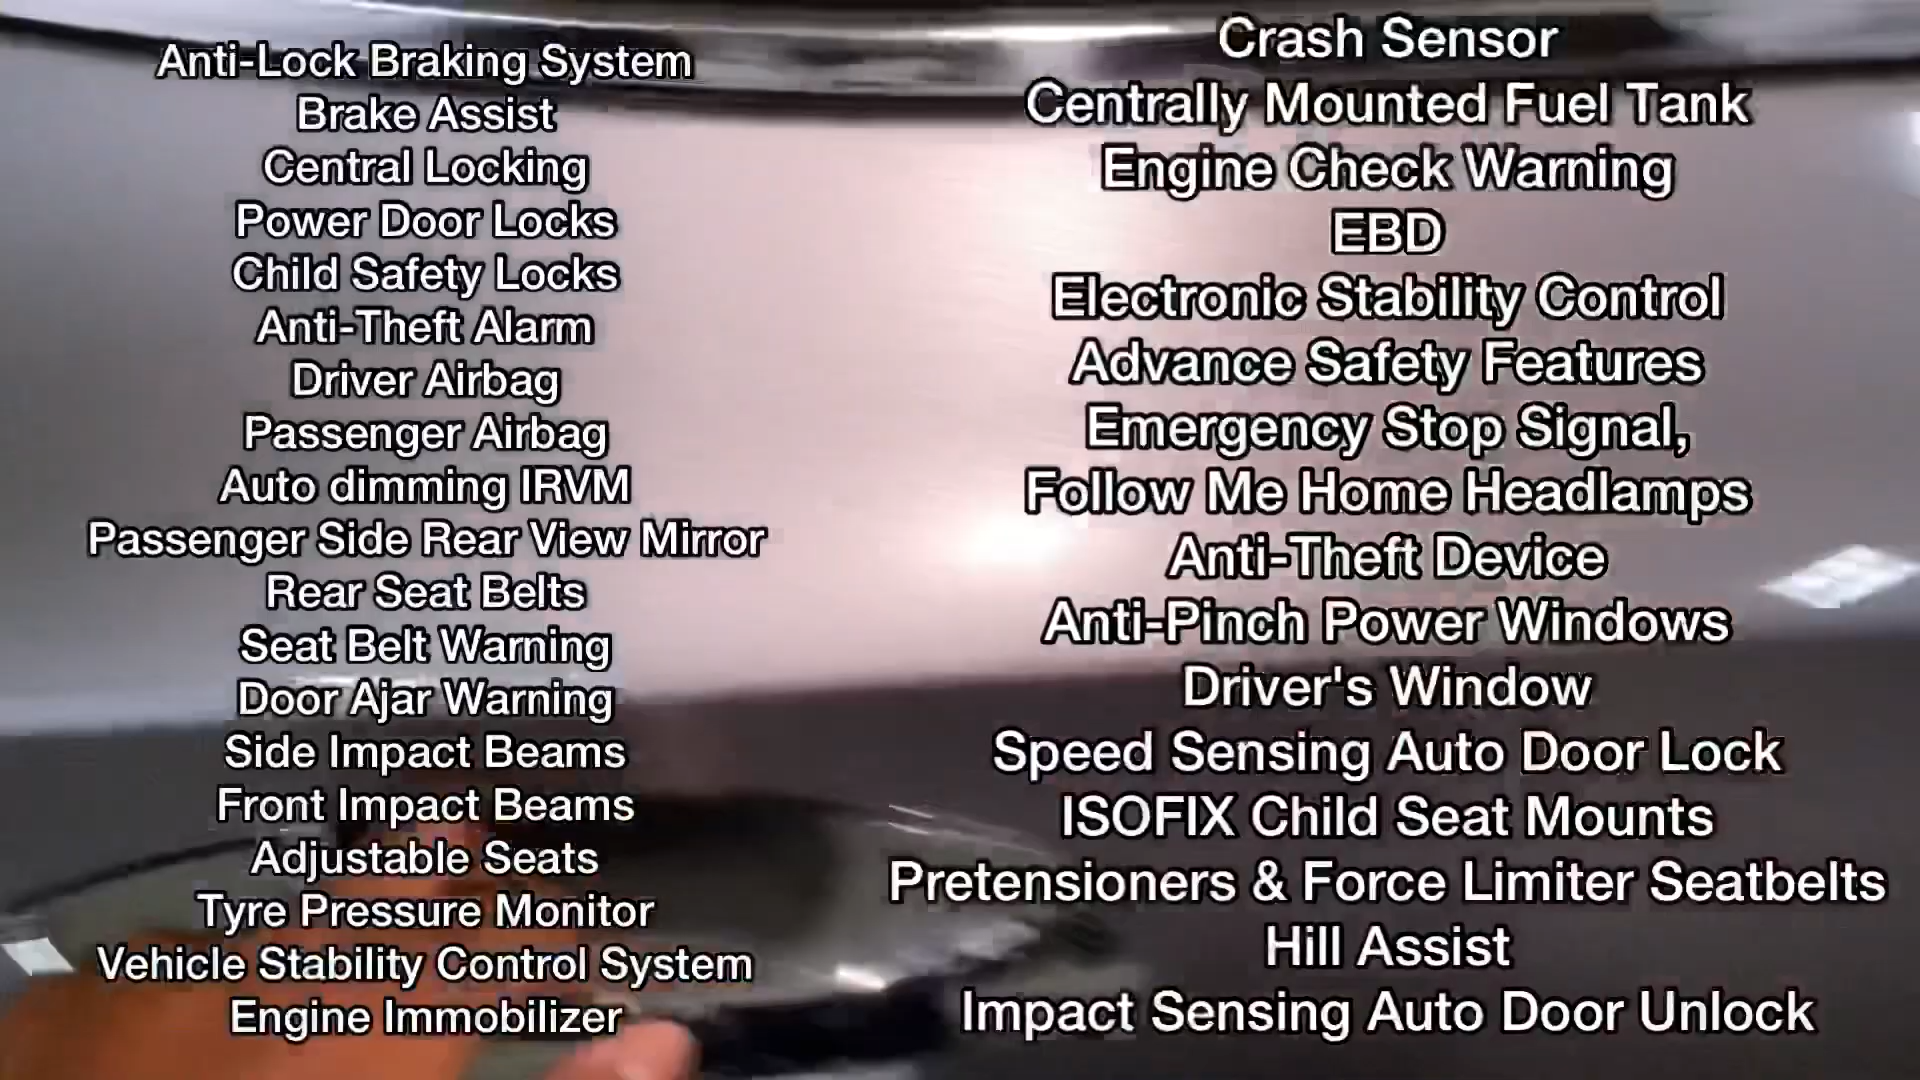 Anti-Lock Braking System
Brake Assist
Central Locking
Power Door Locks
Child Safety Locks
Anti-Theft Alarm
Driver Airbag
Passenger Airbag
Auto dimming IRVM
Passenger Side Rear View Mirror
Rear Seat Belts
Seat Belt Warning
Door Ajar Warning
Side Impact Beams
Front Impact Beams
Adjustable Seats
Tyre Pressure Monitor
Vehicle Stability Control System
Engine Immobilizer
Crash Sensor
Centrally Mounted Fuel Tank
Engine Check Warning
EBD
Electronic Stability Control
Advance Safety Features
Emergency Stop Signal,
Follow Me Home Headlamps
Anti-Theft Device
Anti-Pinch Power Windows
Driver's Window
Speed Sensing Auto Door Lock
ISOFIX Child Seat Mounts
Pretensioners & Force Limiter Seatbelts
Hill Assist
Impact Sensing Auto Door Unlock